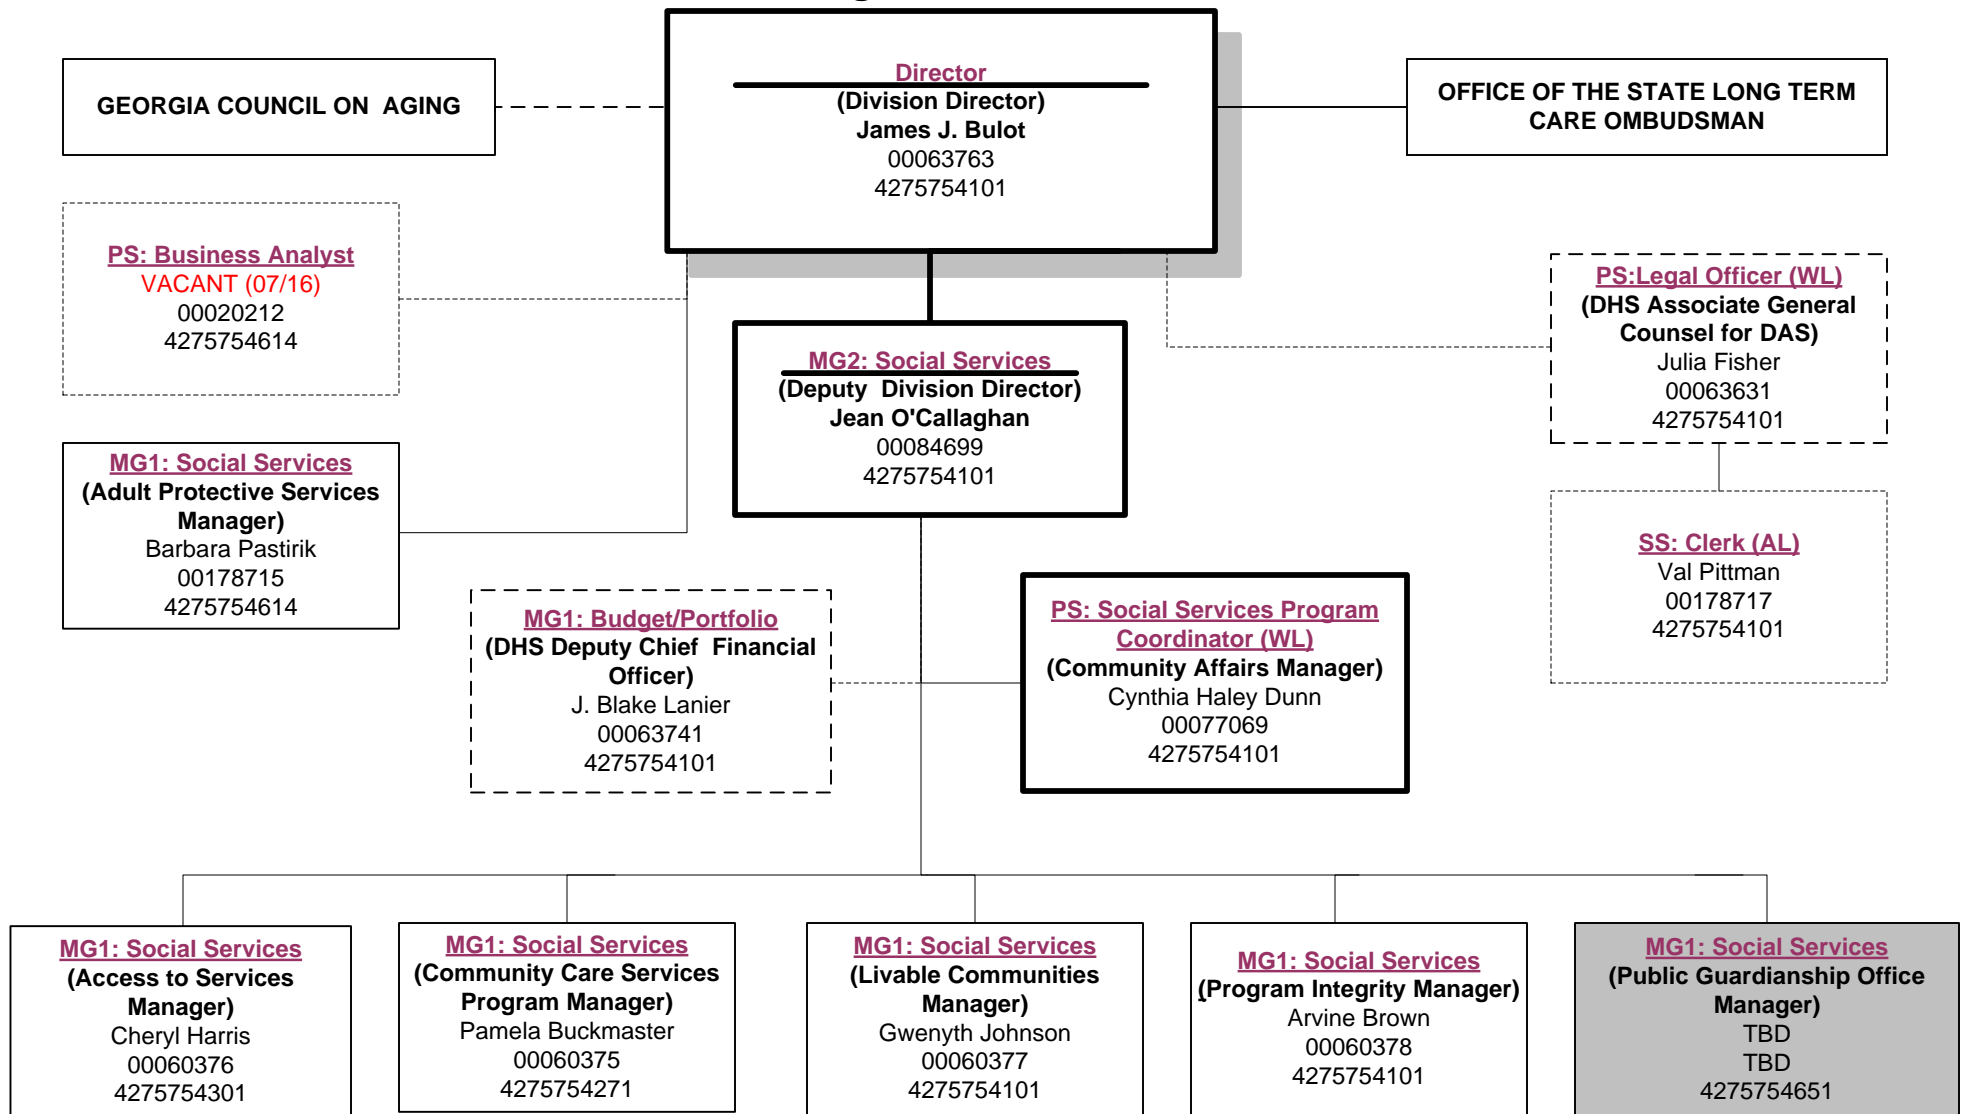 GEORGIA COUNCIL ON  AGING
Director
(Division Director)
James J. Bulot
00063763
4275754101
OFFICE OF THE STATE LONG TERM
CARE OMBUDSMAN
PS: Business Analyst
VACANT (07/16)
00020212
4275754614
MG2: Social Services
(Deputy  Division Director)
Jean O'Callaghan
00084699
4275754101
PS:Legal Officer (WL)
(DHS Associate General
Counsel for DAS)
Julia Fisher
00063631
4275754101
MG1: Social Services
(Adult Protective Services
Manager)
Barbara Pastirik
00178715
4275754614
SS: Clerk (AL)
Val Pittman
00178717
4275754101
MG1: Budget/Portfolio
(DHS Deputy Chief  Financial
Officer)
J. Blake Lanier
00063741
4275754101
PS: Social Services Program
Coordinator (WL)
(Community Affairs Manager)
Cynthia Haley Dunn
00077069
4275754101
MG1: Social Services
(Access to Services
Manager)
Cheryl Harris
00060376
4275754301
MG1: Social Services
(Community Care Services
Program Manager)
Pamela Buckmaster
00060375
4275754271
MG1: Social Services
(Livable Communities
Manager)
Gwenyth Johnson
00060377
4275754101
MG1: Social Services
(Program Integrity Manager)
Arvine Brown
00060378
4275754101
MG1: Social Services
(Public Guardianship Office
Manager)
TBD
TBD
4275754651